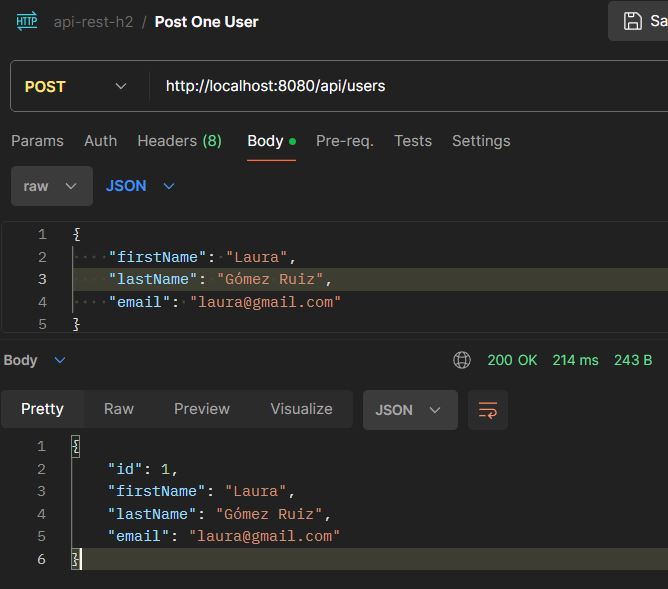 HTTP api-rest-h2 / Post One User Sa
POST http://localhost:8080/api/users
Params Auth Headers (8) Body Pre-req. Tests Settings
raw JSON
1 {
2 "firstName": "Laura",
3 "lastName": "Gómez Ruiz",
4 "email": "laura@gmail.com"
5 }
Body 200 OK 214 ms 243 B
Pretty Raw Preview Visualize JSON
1 {
2 "id": 1,
3 "firstName": "Laura",
4 "lastName": "Gómez Ruiz",
5 "email": "laura@gmail.com"
6 }